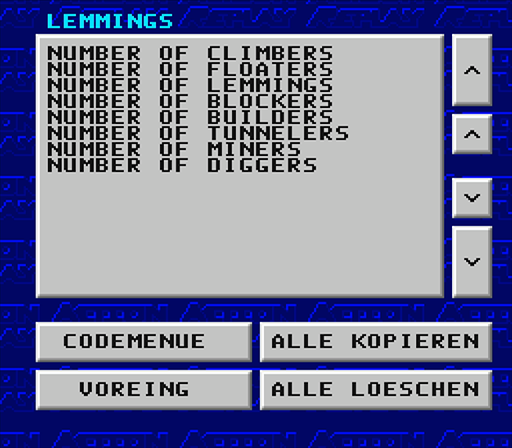 LEMMINGS
NUMBER OF CLIMBERS
NUMBER OF FLOATERS
NUMBER OF LEMMINGS
NUMBER OF BLOCKERS
NUMBER OF BUILDERS
NUMBER OF TUNNELERS
NUMBER OF MINERS
NUMBER OF DIGGERS
CODEMENUE
ALLE KOPIEREN
VOREING
ALLE LOESCHEN